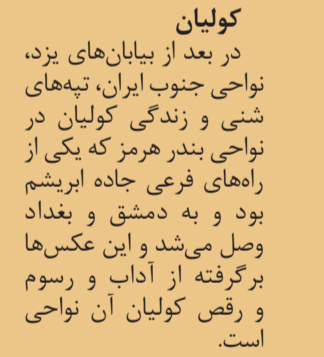 کولیان
در بعد از بیابان‌های یزد،
نواحی جنوب ایران، تپه‌های
شنی و زندگی کولیان در
نواحی بندر هرمز که یکی از
راه‌های فرعی جاده ابریشم
بود و به دمشق و بغداد
وصل می‌شد و این عکس‌ها
برگرفته از آداب و رسوم
و رقص کولیان آن نواحی
است.